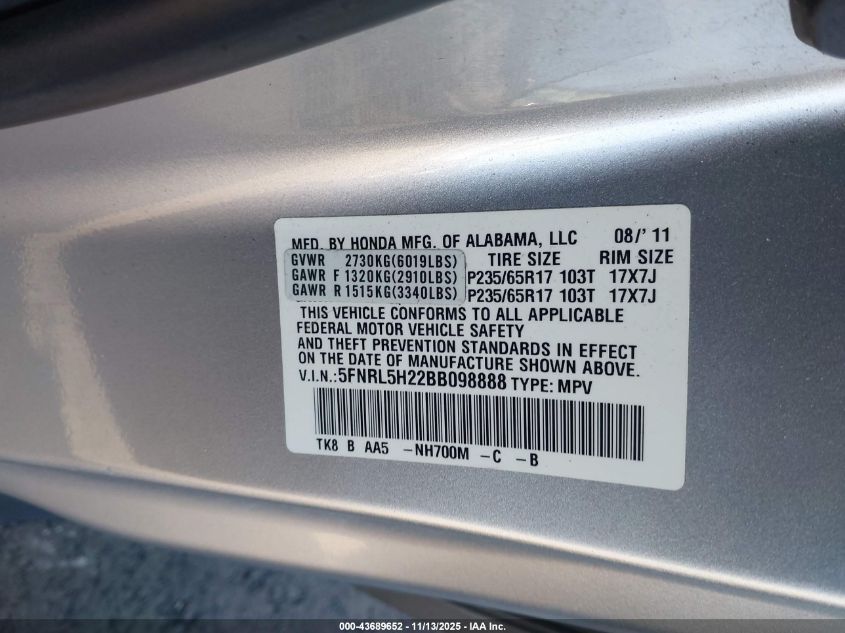 MFD. BY HONDA MFG. OF ALABAMA, LLC 08/'11
GVWR 2730KG(6019LBS) TIRE SIZE RIM SIZE
GAWR F 1320KG(2910LBS) P235/65R17 103T 17X7J
GAWR R 1515KG(3340LBS) P235/65R17 103T 17X7J
THIS VEHICLE CONFORMS TO ALL APPLICABLE
FEDERAL MOTOR VEHICLE SAFETY
AND THEFT PREVENTION STANDARDS IN EFFECT
ON THE DATE OF MANUFACTURE SHOWN ABOVE.
V.I.N.:5FNRL5H22BB098888 TYPE: MPV
TK8 B AA5 -NH700M -C -B
000-43689652 - 11/13/2025 - IAA Inc.